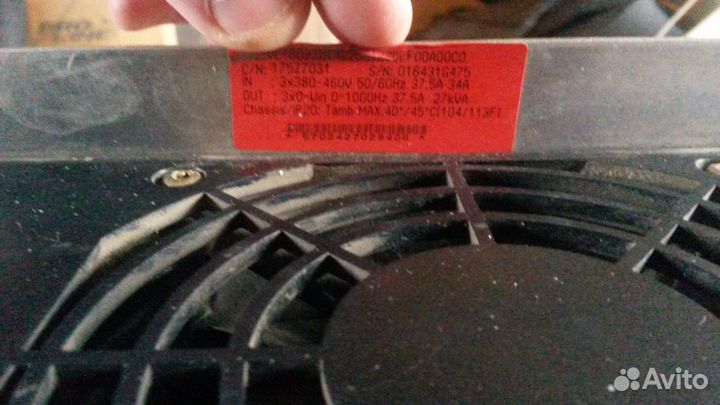 C/N: 175Z7031 S/N: 016431G475
IN : 3x380-460V 50/60Hz 37.5A 34A
OUT : 3x0-Uin 0-1000Hz 37.5A 27kVA
Chassis/IP20: Tamb.MAX.40°/45°C(104/113F)
Avito